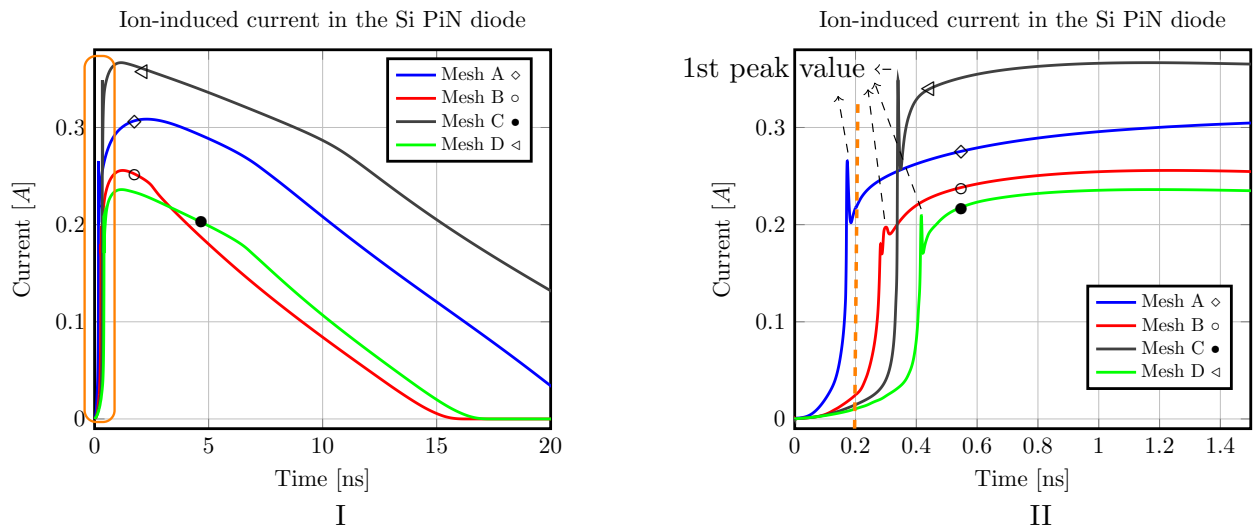 Ion-induced current in the Si PiN diode
Current [A]
0.3
0.2
0.1
0
0
5
10
15
20
Time [ns]
Mesh A
Mesh B
Mesh C
Mesh D
I
Ion-induced current in the Si PiN diode
1st peak value
Current [A]
0.3
0.2
0.1
0
0
0.2
0.4
0.6
0.8
1
1.2
1.4
Time [ns]
Mesh A
Mesh B
Mesh C
Mesh D
II